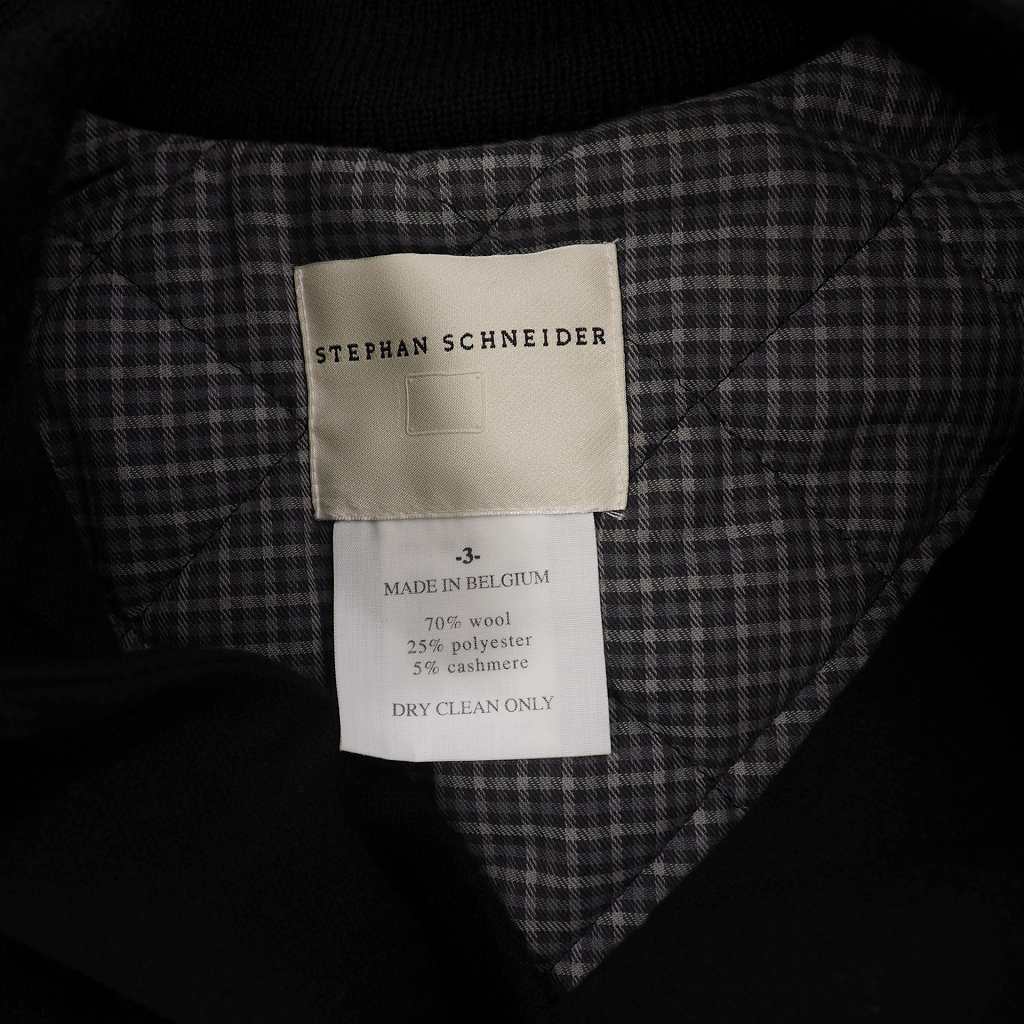 STEPHAN SCHNEIDER
-3-
MADE IN BELGIUM
70% wool
25% polyester
5% cashmere
DRY CLEAN ONLY